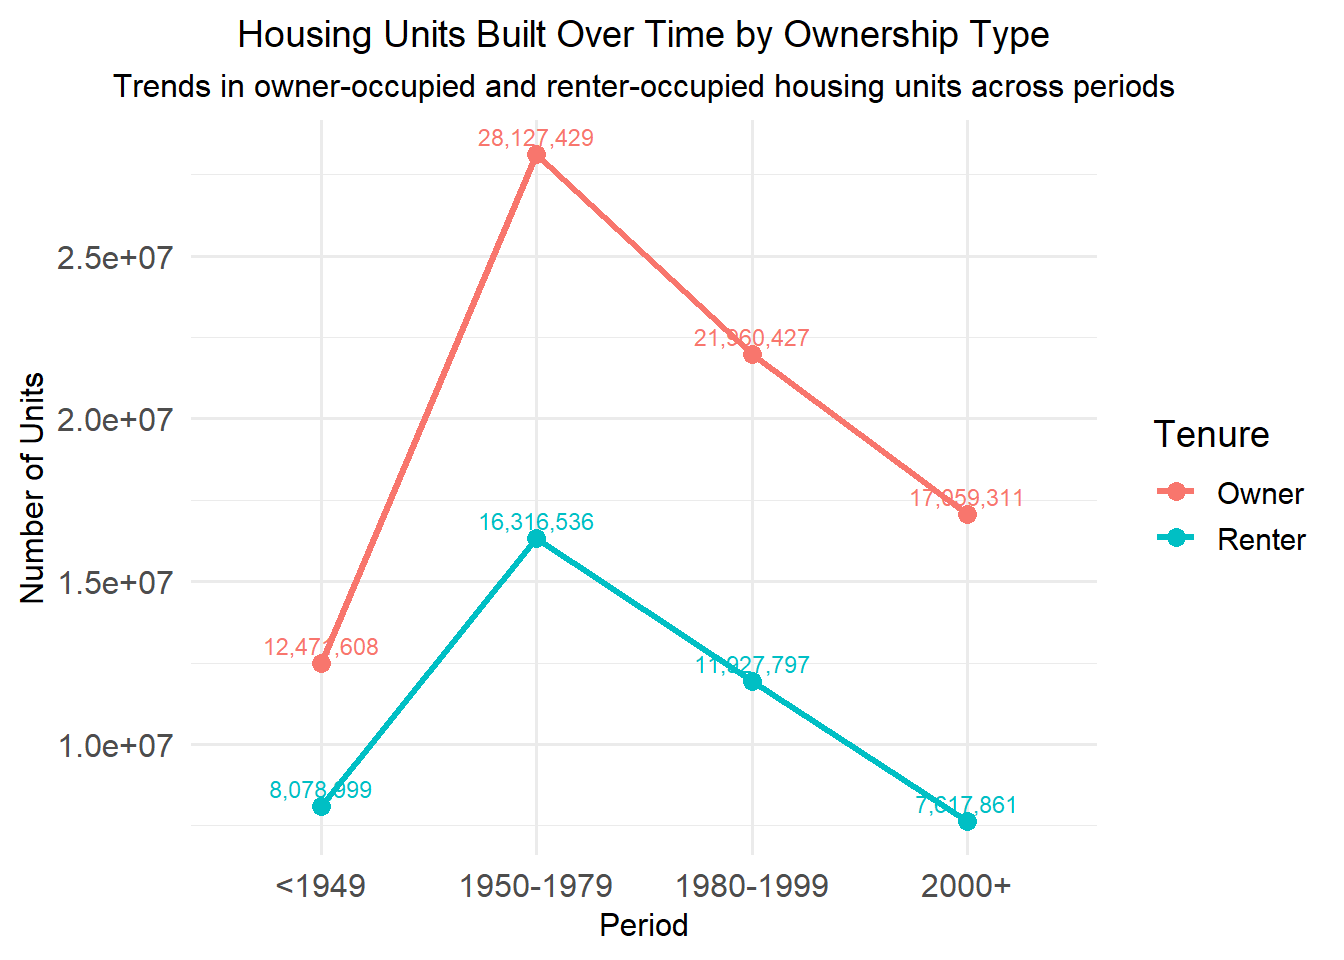 Housing Units Built Over Time by Ownership Type
Trends in owner-occupied and renter-occupied housing units across periods
28,127,429
2.5e+07
21,960,427
2.0e+07
17,059,311
16,316,536
1.5e+07
12,471,608
11,927,797
1.0e+07
8,078,999
7,617,861
Number of Units
<1949
1950-1979
1980-1999
2000+
Period
Tenure
Owner
Renter